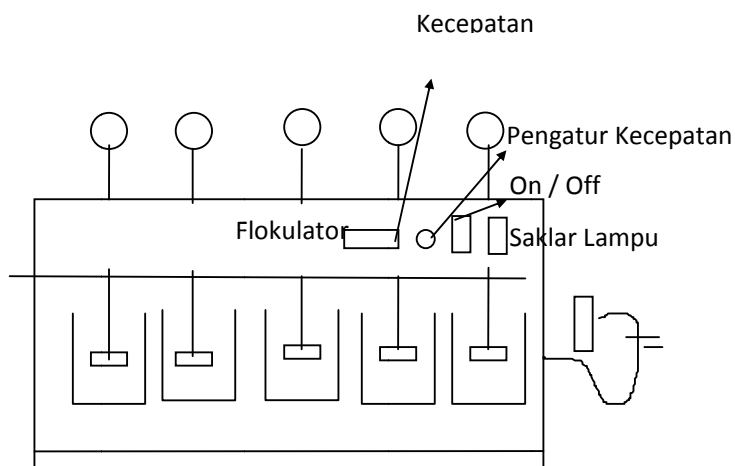 Kecepatan
Pengatur Kecepatan
On / Off
Flokulator
Saklar Lampu